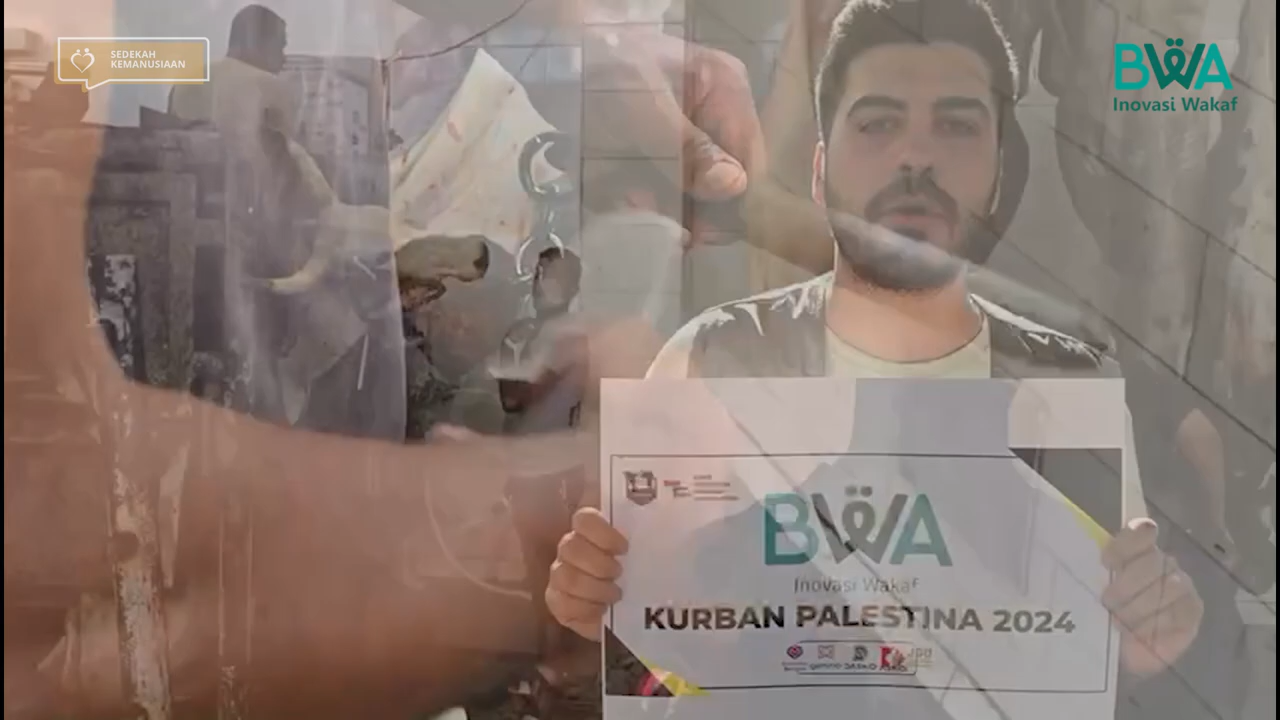 SEDEKAH
KEMANUSIAAN
BWA
Inovasi Wakaf
BWA
Inovasi Wakaf
KURBAN PALESTINA 2024